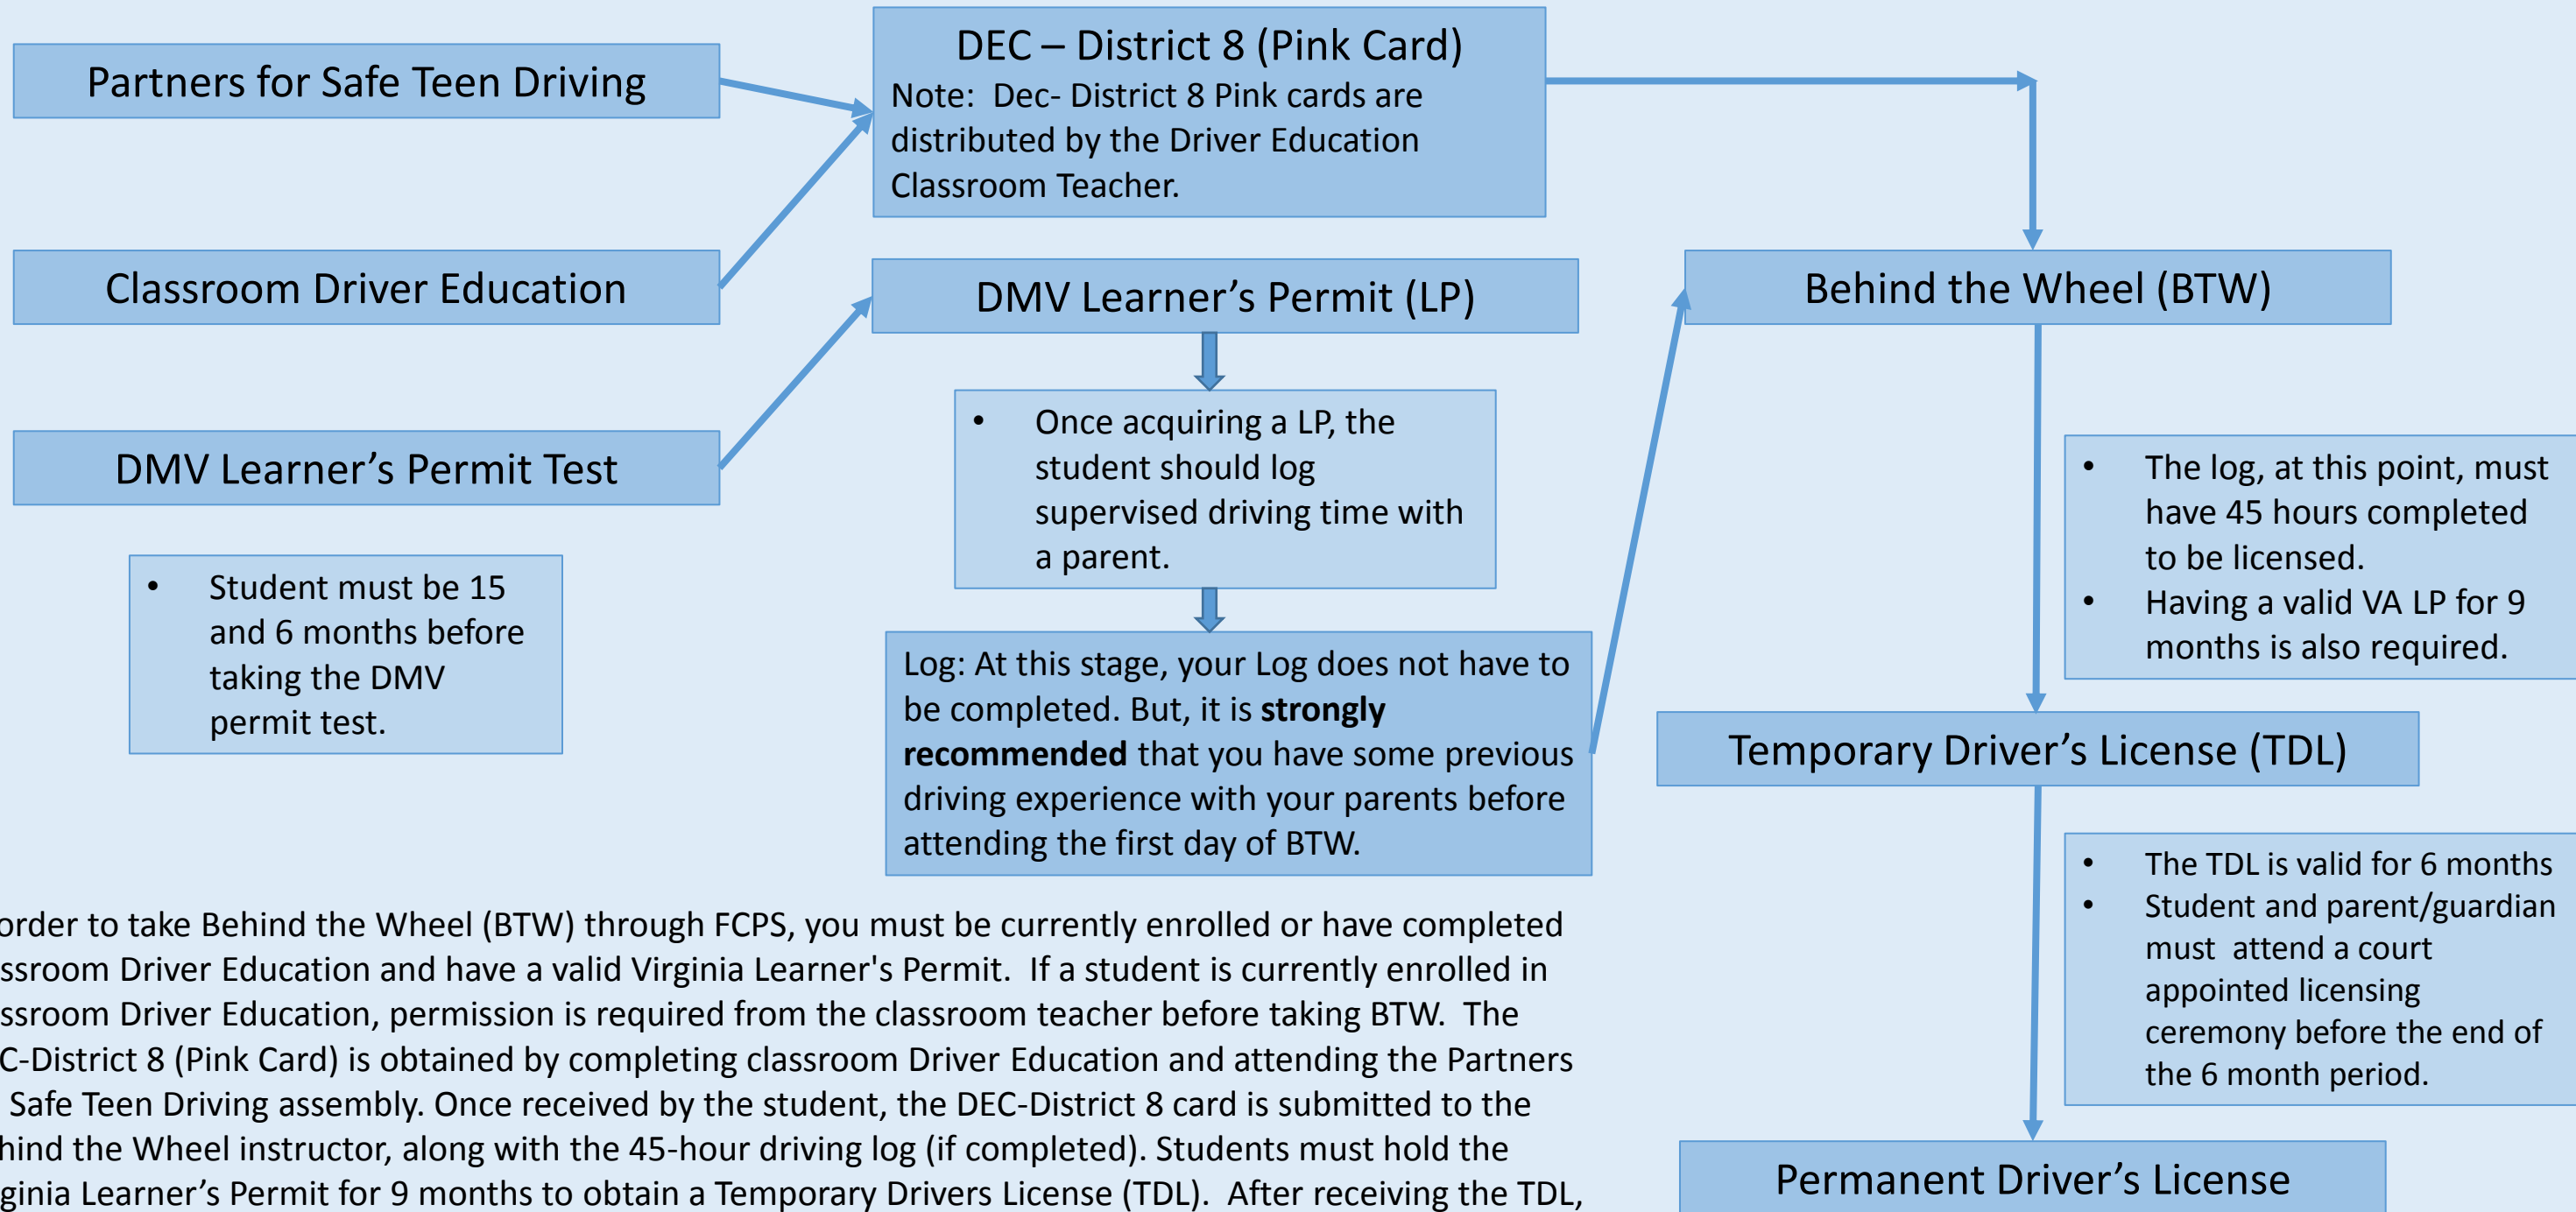 Partners for Safe Teen Driving
DEC – District 8 (Pink Card)
Note:  Dec- District 8 Pink cards are
distributed by the Driver Education
Classroom Teacher.
Classroom Driver Education
DMV Learner’s Permit (LP)
Behind the Wheel (BTW)
DMV Learner’s Permit Test
• Once acquiring a LP, the
student should log
supervised driving time with
a parent.
• Student must be 15
and 6 months before
taking the DMV
permit test.
• The log, at this point, must
have 45 hours completed
to be licensed.
• Having a valid VA LP for 9
months is also required.
Log: At this stage, your Log does not have to
be completed. But, it is strongly
recommended that you have some previous
driving experience with your parents before
attending the first day of BTW.
Temporary Driver’s License (TDL)
• The TDL is valid for 6 months
• Student and parent/guardian
must  attend a court
appointed licensing
ceremony before the end of
the 6 month period.
order to take Behind the Wheel (BTW) through FCPS, you must be currently enrolled or have completed
ssroom Driver Education and have a valid Virginia Learner's Permit.  If a student is currently enrolled in
ssroom Driver Education, permission is required from the classroom teacher before taking BTW.  The
C-District 8 (Pink Card) is obtained by completing classroom Driver Education and attending the Partners
Safe Teen Driving assembly. Once received by the student, the DEC-District 8 card is submitted to the
hind the Wheel instructor, along with the 45-hour driving log (if completed). Students must hold the
ginia Learner’s Permit for 9 months to obtain a Temporary Drivers License (TDL).  After receiving the TDL,
Permanent Driver’s License